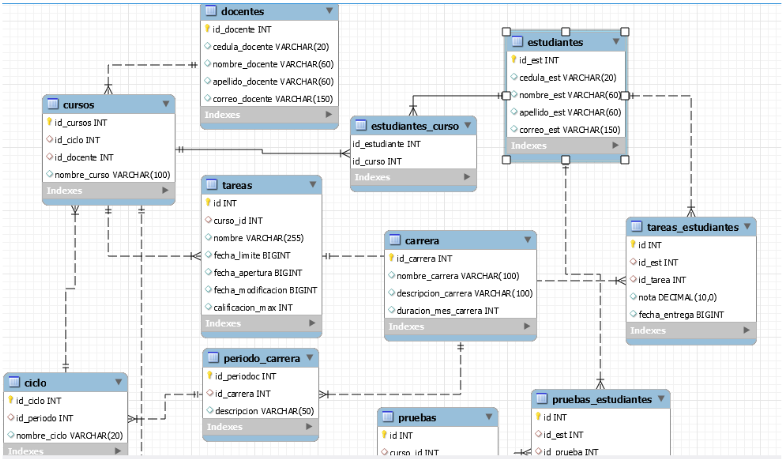 docentes
id_docente INT
cedula_docente VARCHAR(20)
nombre_docente VARCHAR(60)
apellido_docente VARCHAR(60)
correo_docente VARCHAR(150)
Indexes
estudiantes
id_est INT
cedula_est VARCHAR(20)
nombre_est VARCHAR(60)
apellido_est VARCHAR(60)
correo_est VARCHAR(150)
Indexes
cursos
id_cursos INT
id_ciclo INT
id_docente INT
nombre_curso VARCHAR(100)
Indexes
estudiantes_curso
id_estudiante INT
id_curso INT
Indexes
tareas
id INT
curso_id INT
nombre VARCHAR(255)
fecha_limite BIGINT
fecha_apertura BIGINT
fecha_modificacion BIGINT
calificacion_max INT
Indexes
carrera
id_carrera INT
nombre_carrera VARCHAR(100)
descripcion_carrera VARCHAR(100)
duracion_mes_carrera INT
Indexes
tareas_estudiantes
id INT
id_est INT
id_tarea INT
nota DECIMAL(10,0)
fecha_entrega BIGINT
Indexes
ciclo
id_ciclo INT
id_periodo INT
nombre_ciclo VARCHAR(20)
Indexes
periodo_carrera
id_periodoc INT
id_carrera INT
descripcion VARCHAR(50)
Indexes
pruebas
id INT
curso_id INT
pruebas_estudiantes
id INT
id_est INT
id_prueba INT